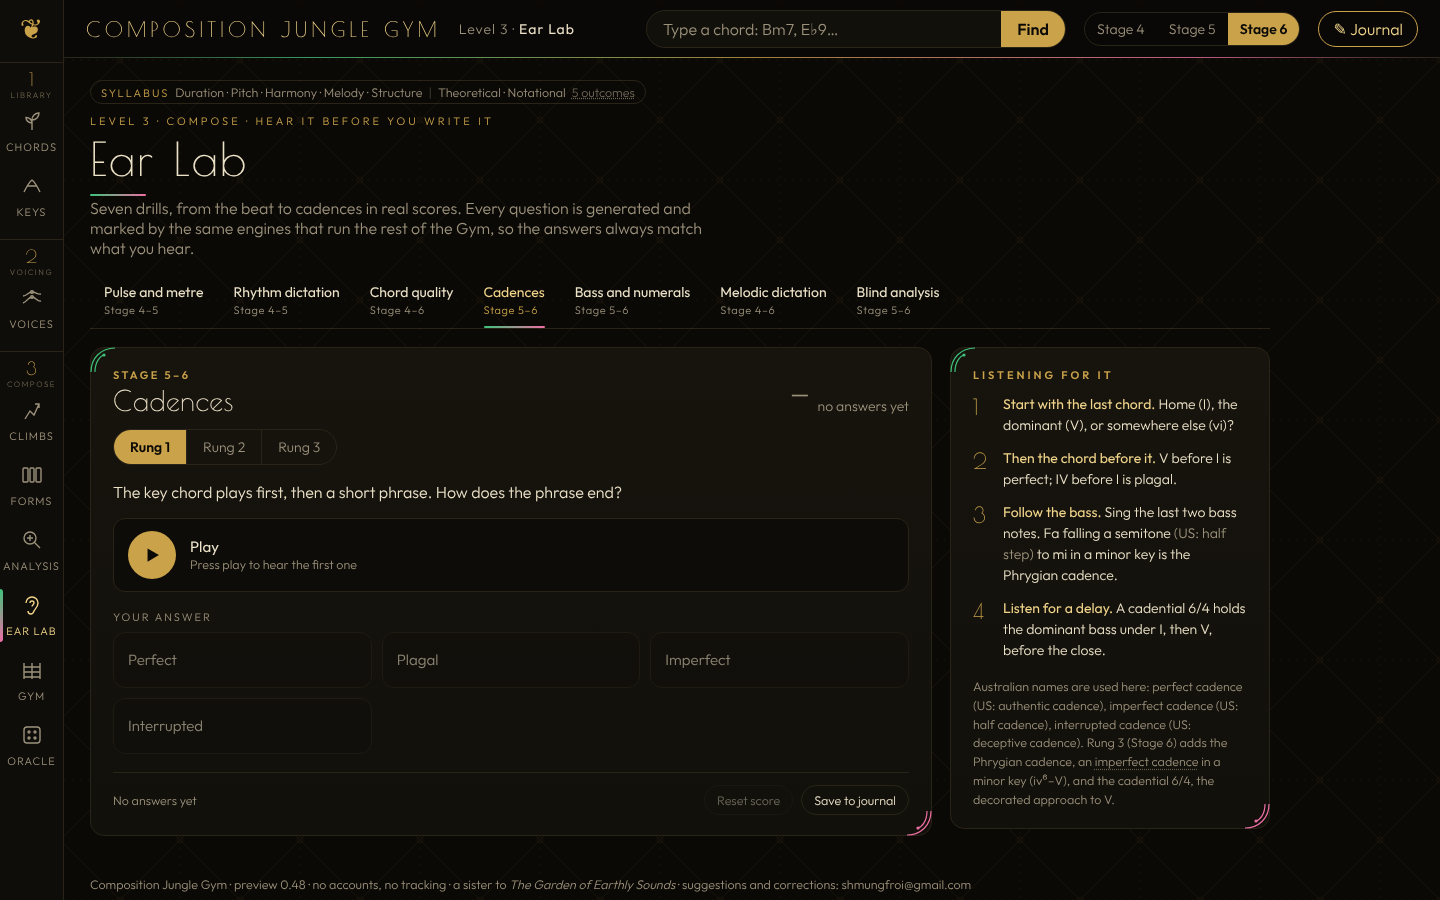 COMPOSITION JUNGLE GYM
Level 3 · Ear Lab
Type a chord: Bm7, E♭9...
Find
Stage 4
Stage 5
Stage 6
✎ Journal
1
LIBRARY
CHORDS
KEYS
2
VOICING
VOICES
3
COMPOSE
CLIMBS
FORMS
ANALYSIS
EAR LAB
GYM
ORACLE
SYLLABUS Duration · Pitch · Harmony · Melody · Structure | Theoretical · Notational 5 outcomes
LEVEL 3 · COMPOSE · HEAR IT BEFORE YOU WRITE IT
Ear Lab
Seven drills, from the beat to cadences in real scores. Every question is generated and
marked by the same engines that run the rest of the Gym, so the answers always match
what you hear.
Pulse and metre
Stage 4–5
Rhythm dictation
Stage 4–5
Chord quality
Stage 4–6
Cadences
Stage 5–6
Bass and numerals
Stage 5–6
Melodic dictation
Stage 4–6
Blind analysis
Stage 5–6
STAGE 5–6
Cadences
— no answers yet
Rung 1
Rung 2
Rung 3
The key chord plays first, then a short phrase. How does the phrase end?
Play
Press play to hear the first one
YOUR ANSWER
Perfect
Plagal
Imperfect
Interrupted
No answers yet
Reset score
Save to journal
LISTENING FOR IT
1 Start with the last chord. Home (I), the
dominant (V), or somewhere else (vi)?
2 Then the chord before it. V before I is
perfect; IV before I is plagal.
3 Follow the bass. Sing the last two bass
notes. Fa falling a semitone (US: half
step) to mi in a minor key is the
Phrygian cadence.
4 Listen for a delay. A cadential 6/4 holds
the dominant bass under I, then V,
before the close.
Australian names are used here: perfect cadence
(US: authentic cadence), imperfect cadence (US:
half cadence), interrupted cadence (US:
deceptive cadence). Rung 3 (Stage 6) adds the
Phrygian cadence, an imperfect cadence in a
minor key (iv⁶–V), and the cadential 6/4, the
decorated approach to V.
Composition Jungle Gym · preview 0.48 · no accounts, no tracking · a sister to The Garden of Earthly Sounds · suggestions and corrections: shmungfroi@gmail.com